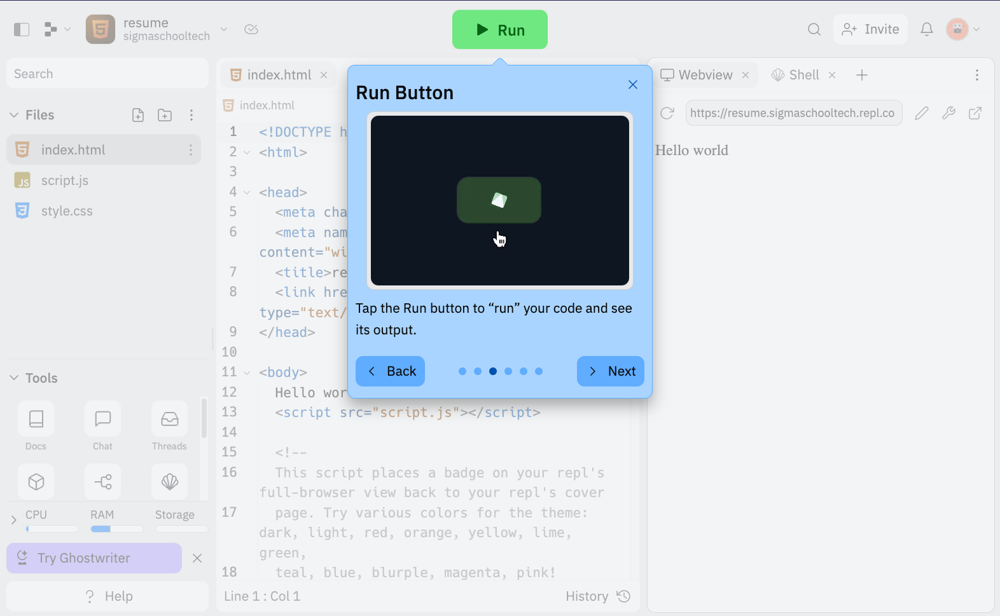 resume
sigmaschooltech
Run
Invite
Search
Files
index.html
script.js
style.css
Tools
Docs
Chat
Threads
CPU
RAM
Storage
Try Ghostwriter
? Help
index.html
index.html
1 <!DOCTYPE h
2 <html>
3
4 <head>
5 <meta cha
6 <meta nam
content="wi
7 <title>re
8 <link hre
type="text/
9 </head>
10
11 <body>
12 Hello wor
13 <script src="script.js"></script>
14
15 <!--
16 This script places a badge on your repl's
full-browser view back to your repl's cover
17 page. Try various colors for the theme:
dark, light, red, orange, yellow, lime,
green,
18 teal, blue, blurple, magenta, pink!
Line 1 : Col 1
History
Run Button
Tap the Run button to “run” your code and see
its output.
Back
Next
Webview
Shell
https://resume.sigmaschooltech.repl.co
Hello world